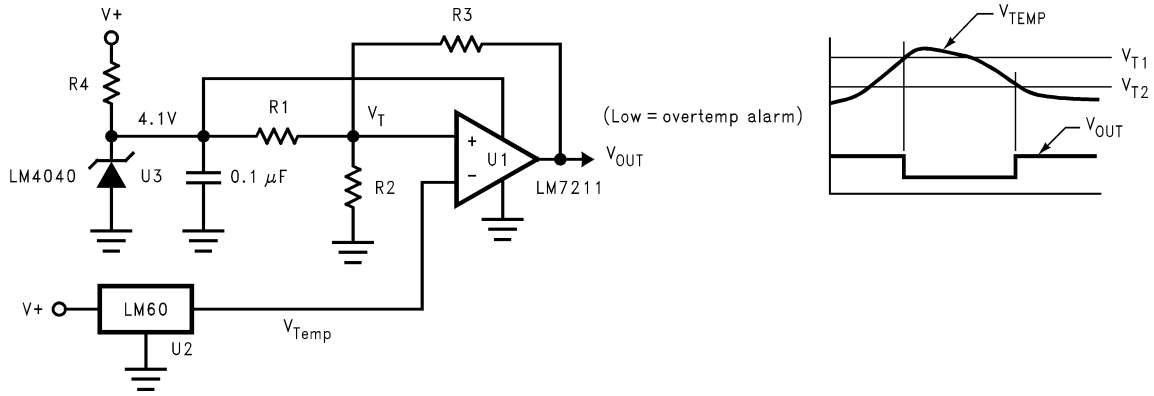 V+
R4
4.1V
LM4040
U3
0.1 μF
R1
V_T
R2
R3
+
U1
−
LM7211
(Low = overtemp alarm)
V_OUT
V+
LM60
U2
V_Temp
V_TEMP
V_T1
V_T2
V_OUT